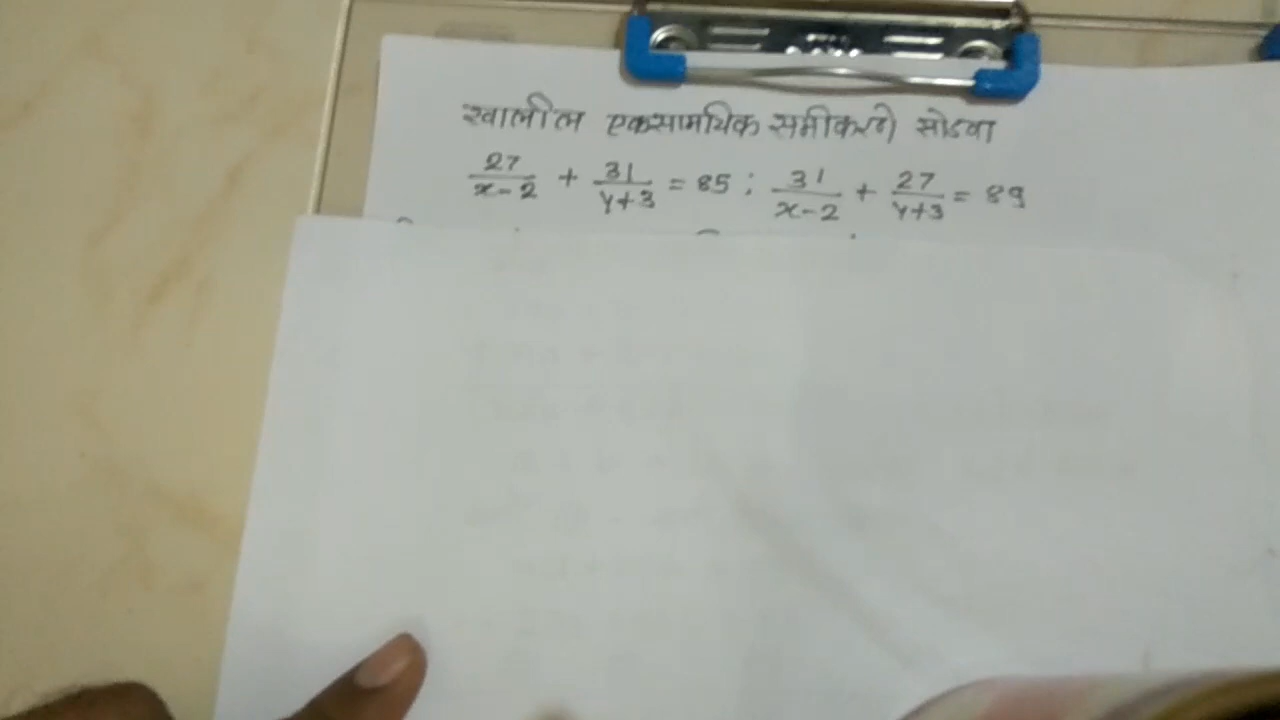 खालील एकसामयिक समीकरणे सोडवा
27/x-2 + 31/y+3 = 85 ; 31/x-2 + 27/y+3 = 89